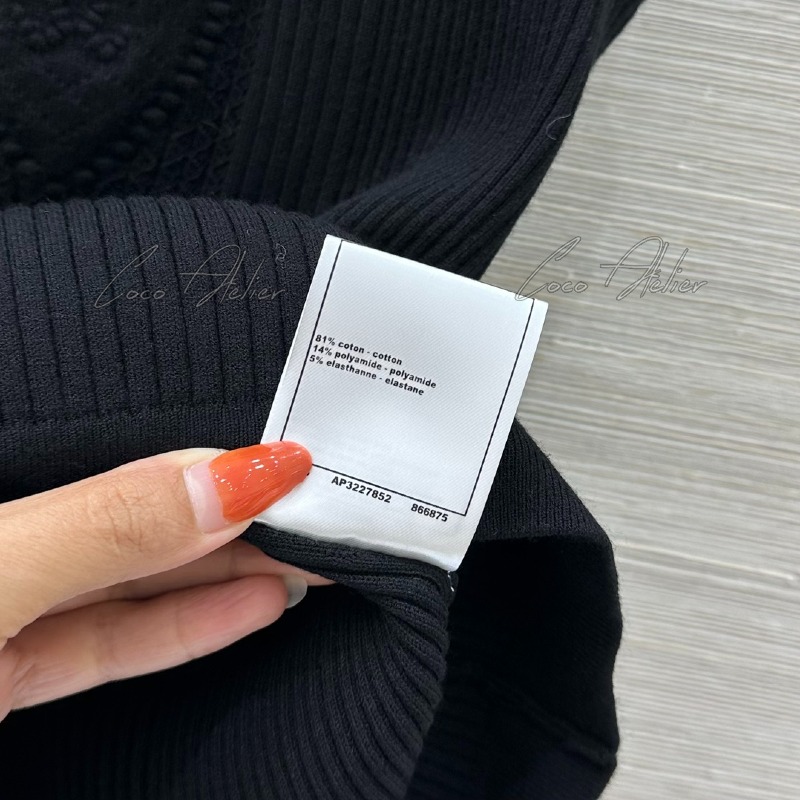 Coco Atelier
Coco Atelier
81% coton - cotton
14% polyamide - polyamide
5% elasthanne - elastane
AP3227852 866875